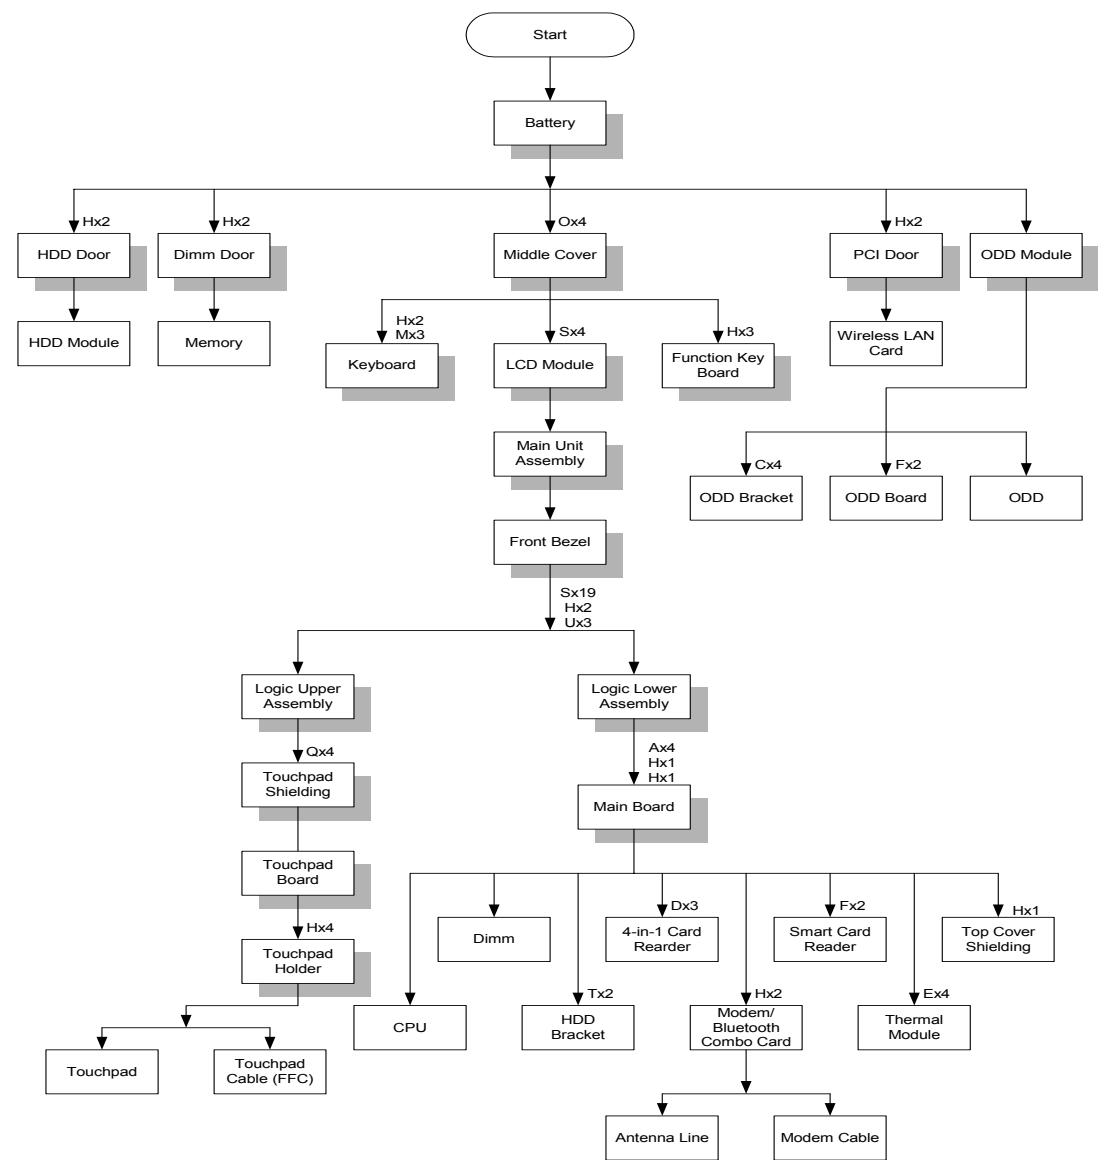 Start
Battery
Hx2
Hx2
Ox4
Hx2
HDD Door
Dimm Door
Middle Cover
PCI Door
ODD Module
HDD Module
Memory
Hx2
Mx3
Sx4
Hx3
Wireless LAN
Card
Keyboard
LCD Module
Function Key
Board
Main Unit
Assembly
Cx4
Fx2
ODD Bracket
ODD Board
ODD
Front Bezel
Sx19
Hx2
Ux3
Logic Upper
Assembly
Logic Lower
Assembly
Qx4
Ax4
Hx1
Hx1
Touchpad
Shielding
Main Board
Touchpad
Board
Hx4
Dx3
Fx2
Hx1
Dimm
4-in-1 Card
Rearder
Smart Card
Reader
Top Cover
Shielding
Touchpad
Holder
Tx2
Hx2
Ex4
CPU
HDD
Bracket
Modem/
Bluetooth
Combo Card
Thermal
Module
Touchpad
Touchpad
Cable (FFC)
Antenna Line
Modem Cable